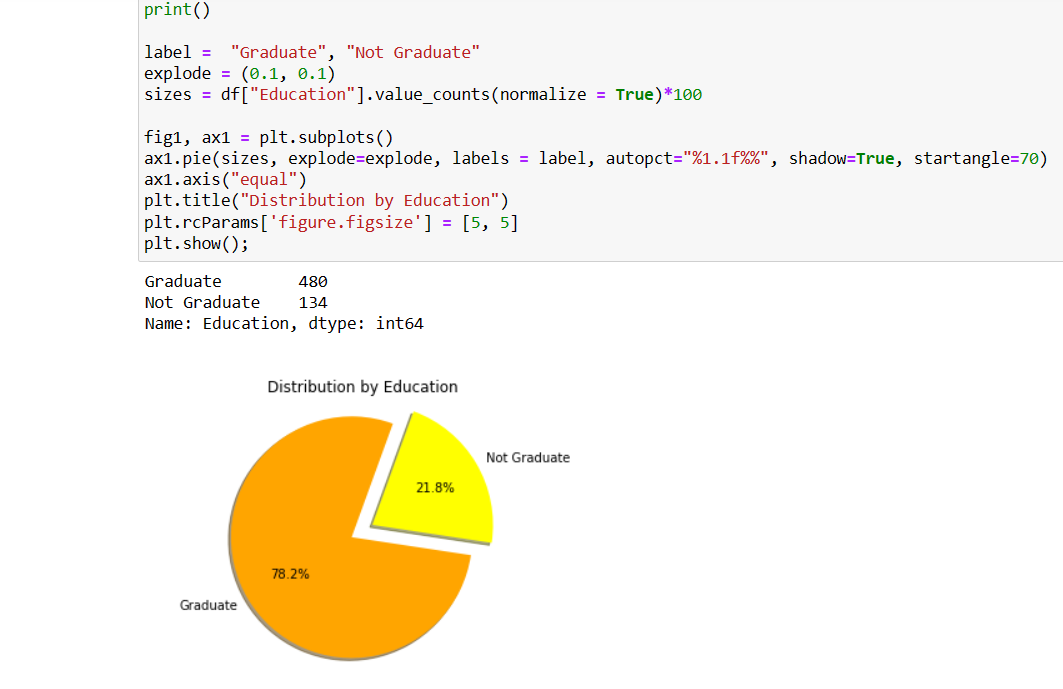 print()
label =  "Graduate", "Not Graduate"
explode = (0.1, 0.1)
sizes = df["Education"].value_counts(normalize = True)*100
fig1, ax1 = plt.subplots()
ax1.pie(sizes, explode=explode, labels = label, autopct="%1.1f%%", shadow=True, startangle=70)
ax1.axis("equal")
plt.title("Distribution by Education")
plt.rcParams['figure.figsize'] = [5, 5]
plt.show();
Graduate        480
Not Graduate    134
Name: Education, dtype: int64
Distribution by Education
Not Graduate
21.8%
78.2%
Graduate